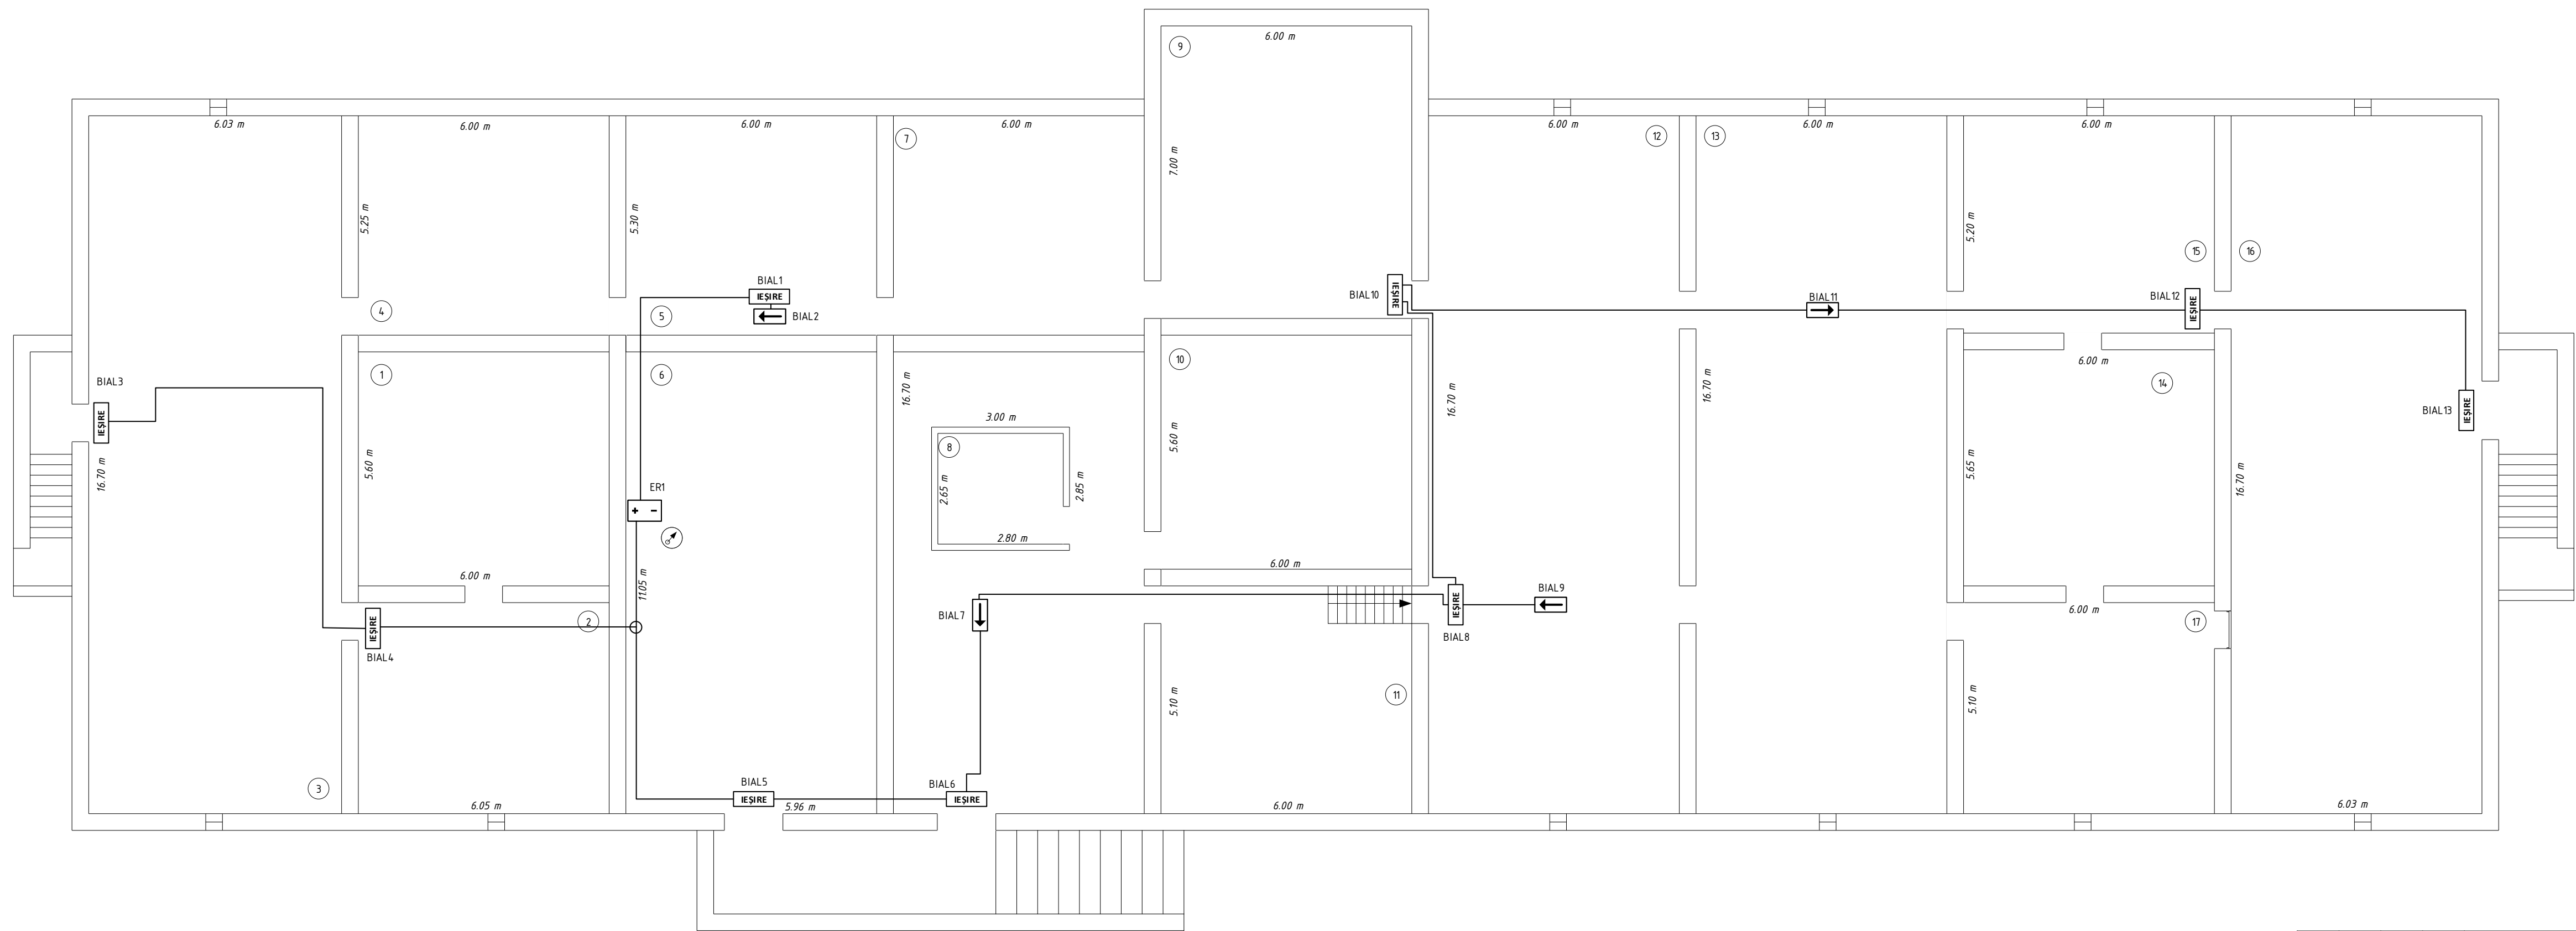 6.00 m
9
6.03 m
6.00 m
6.00 m
6.00 m
6.00 m
6.00 m
6.00 m
7
12
13
7.00 m
5.25 m
5.30 m
5.20 m
15
16
BIAL1
IEȘIRE
BIAL2
4
5
BIAL10
IEȘIRE
BIAL11
BIAL12
IEȘIRE
BIAL3
IEȘIRE
1
6
16.70 m
10
16.70 m
16.70 m
6.00 m
14
BIAL13
IEȘIRE
3.00 m
8
5.60 m
16.70 m
5.60 m
2.65 m
2.85 m
5.65 m
16.70 m
ER1
+ −
2.80 m
6.00 m
6.00 m
11.05 m
BIAL7
BIAL9
IEȘIRE
BIAL8
6.00 m
2
17
IEȘIRE
BIAL4
5.10 m
11
5.10 m
3
BIAL5
IEȘIRE
BIAL6
IEȘIRE
6.05 m
5.96 m
6.00 m
6.03 m